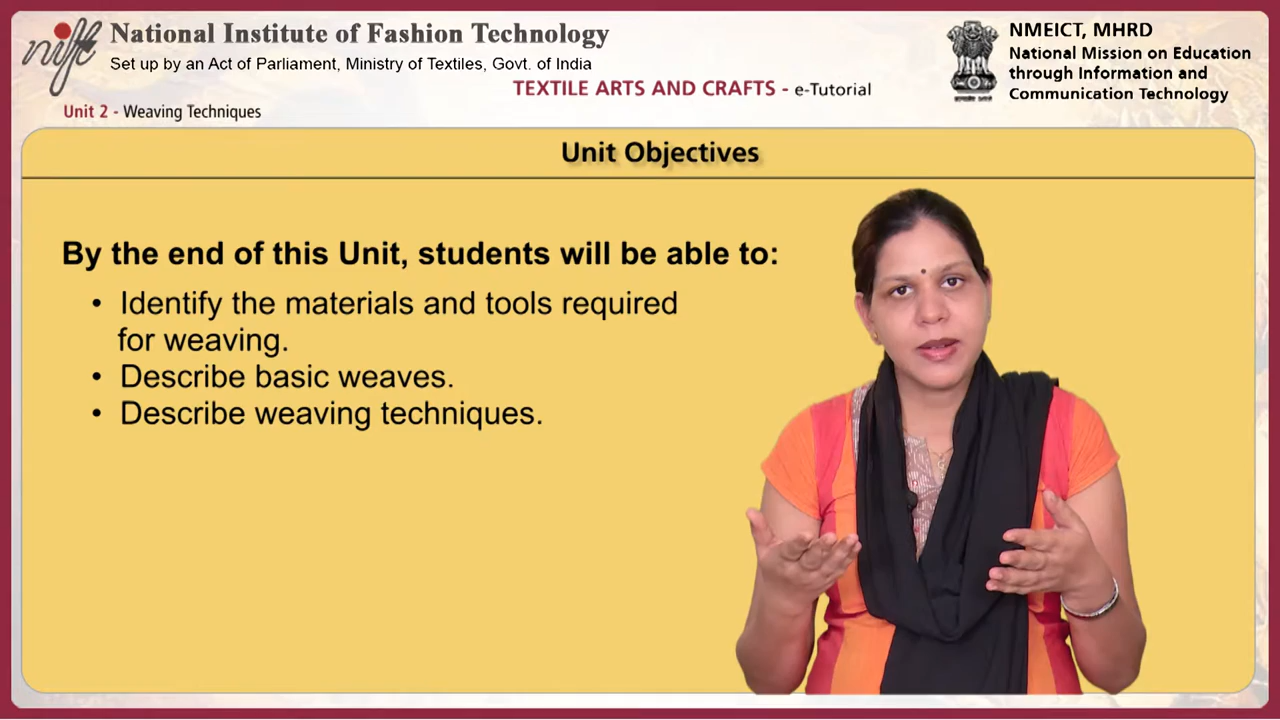 nift
National Institute of Fashion Technology
Set up by an Act of Parliament, Ministry of Textiles, Govt. of India
NMEICT, MHRD
National Mission on Education
through Information and
Communication Technology
TEXTILE ARTS AND CRAFTS - e-Tutorial
Unit 2 - Weaving Techniques
Unit Objectives
By the end of this Unit, students will be able to:
• Identify the materials and tools required
for weaving.
• Describe basic weaves.
• Describe weaving techniques.